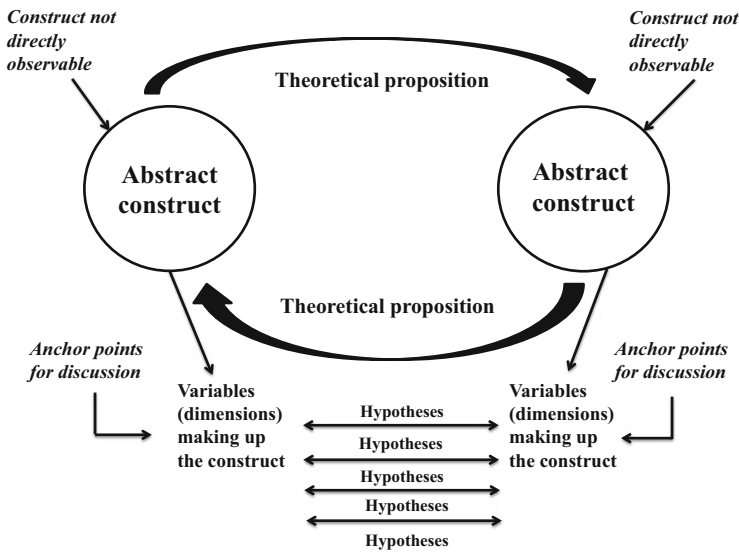 Construct not
directly
observable
Construct not
directly
observable
Theoretical proposition
Abstract
construct
Abstract
construct
Theoretical proposition
Anchor points
for discussion
Anchor points
for discussion
Variables
(dimensions)
making up
the construct
Hypotheses
Hypotheses
Hypotheses
Hypotheses
Hypotheses
Variables
(dimensions)
making up
the construct